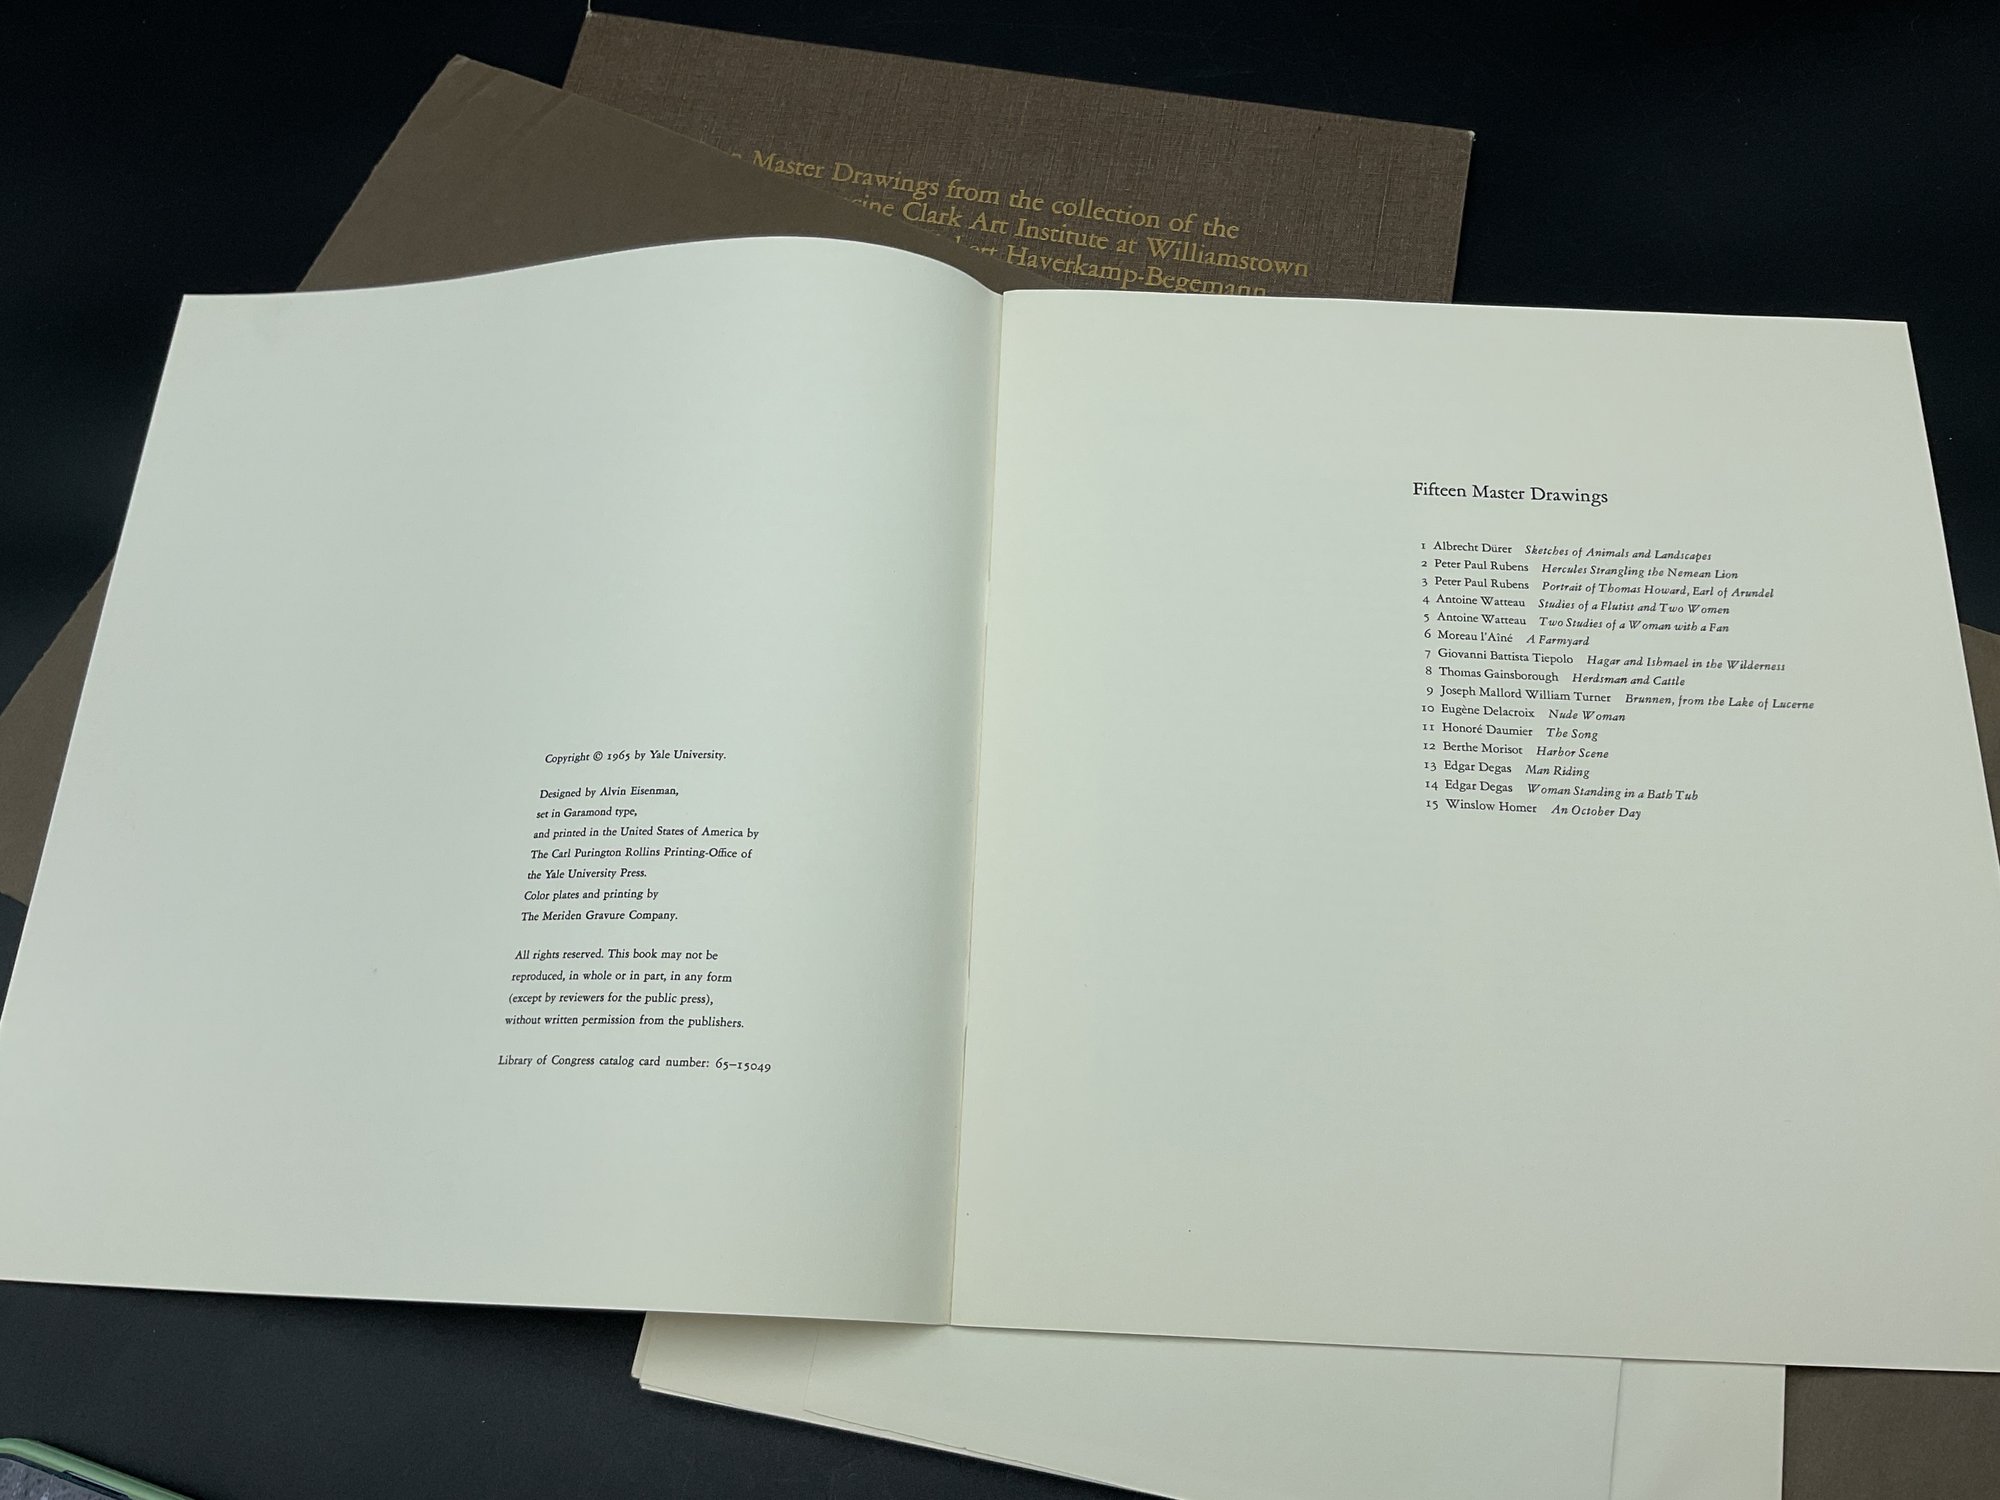 Master Drawings from the collection of the
Clark Art Institute at Williamstown
Haverkamp-Begemann
Copyright © 1965 by Yale University.
Designed by Alvin Eisenman,
set in Garamond type,
and printed in the United States of America by
The Carl Purington Rollins Printing-Office of
the Yale University Press.
Color plates and printing by
The Meriden Gravure Company.
All rights reserved. This book may not be
reproduced, in whole or in part, in any form
(except by reviewers for the public press),
without written permission from the publishers.
Library of Congress catalog card number: 65–15049
Fifteen Master Drawings
1 Albrecht Dürer Sketches of Animals and Landscapes
2 Peter Paul Rubens Hercules Strangling the Nemean Lion
3 Peter Paul Rubens Portrait of Thomas Howard, Earl of Arundel
4 Antoine Watteau Studies of a Flutist and Two Women
5 Antoine Watteau Two Studies of a Woman with a Fan
6 Moreau l'Aîné A Farmyard
7 Giovanni Battista Tiepolo Hagar and Ishmael in the Wilderness
8 Thomas Gainsborough Herdsman and Cattle
9 Joseph Mallord William Turner Brunnen, from the Lake of Lucerne
10 Eugène Delacroix Nude Woman
11 Honoré Daumier The Song
12 Berthe Morisot Harbor Scene
13 Edgar Degas Man Riding
14 Edgar Degas Woman Standing in a Bath Tub
15 Winslow Homer An October Day